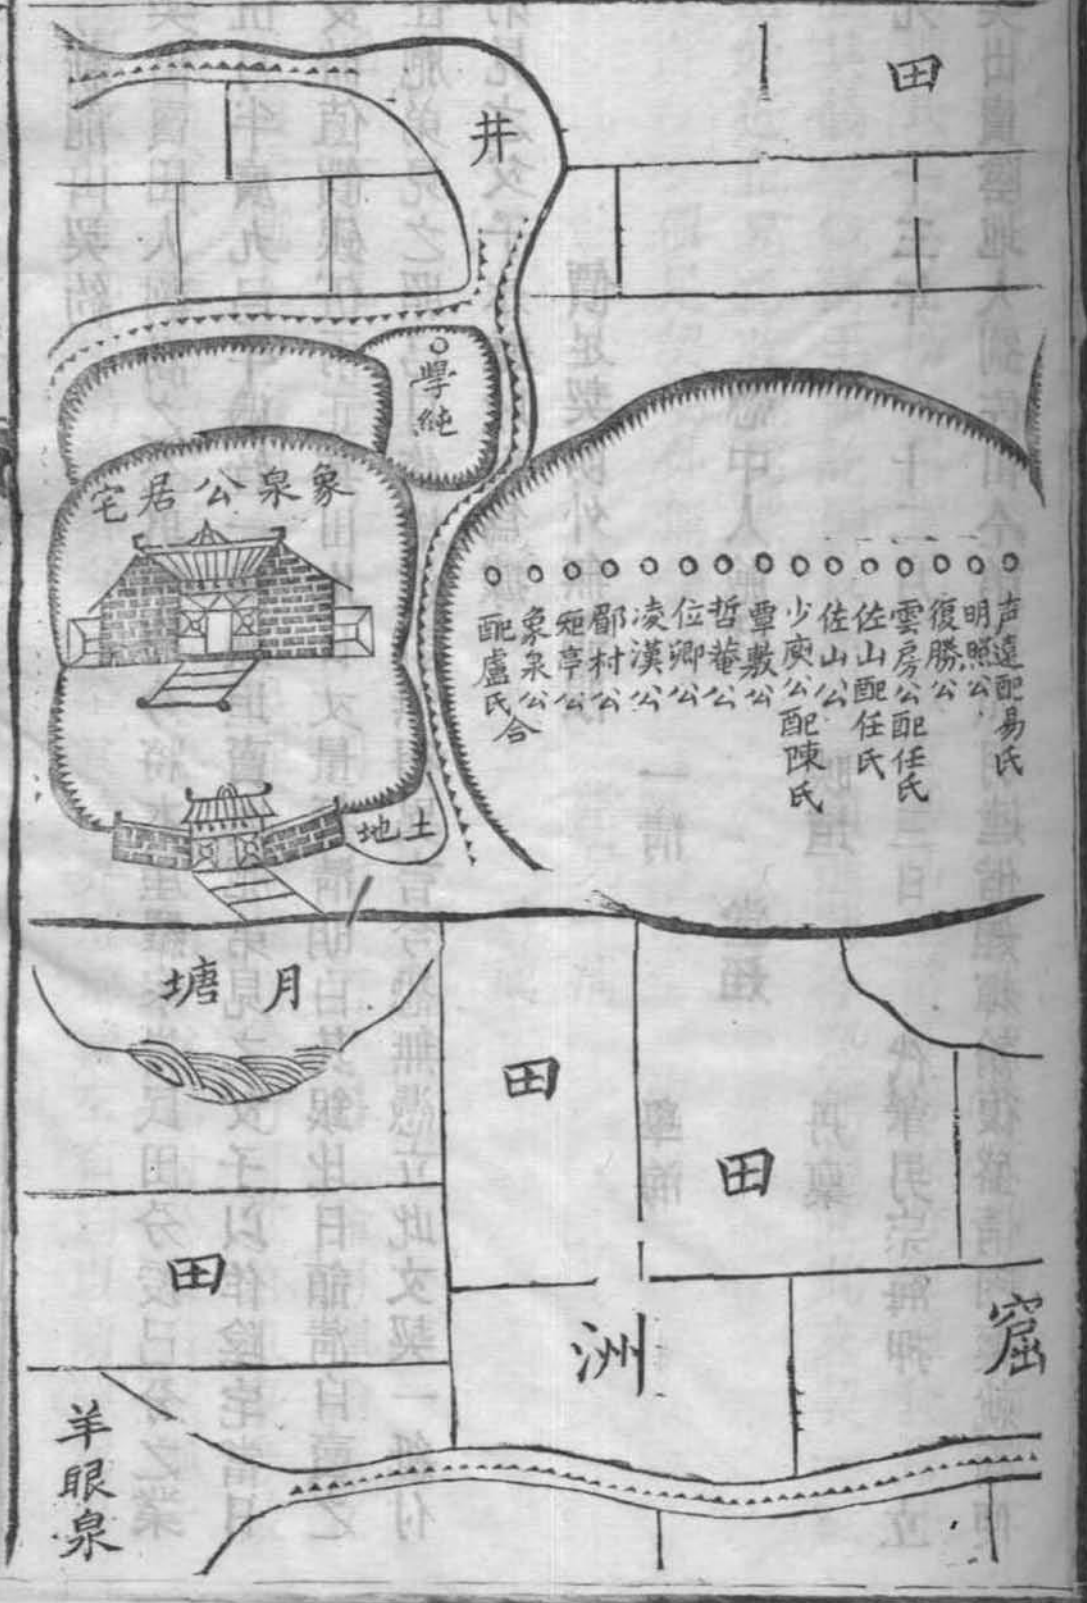 田
井
學純
象泉公居宅
声遠配易氏
明照公
復勝公
雲房公配任氏
佐山配任氏
佐山公
少庾公配陳氏
覃敷公
哲菴公
位卿公
凌漢公
郿村公
矩亭公
象泉公合
配盧氏
土地
月塘
田
田
田
洲
窟
羊眼泉